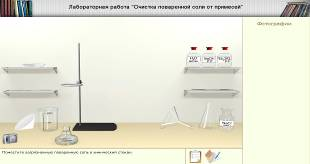 Лабораторная работа "Очистка поваренной соли от примесей"
Фотографии
Поместите загрязненную поваренную соль в химический стакан.